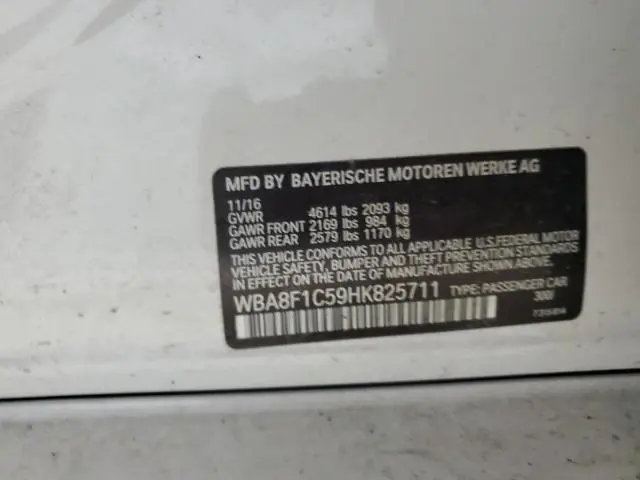 MFD BY BAYERISCHE MOTOREN WERKE AG
11/16
GVWR 4614 lbs 2093 kg
GAWR FRONT 2169 lbs 984 kg
GAWR REAR 2579 lbs 1170 kg
THIS VEHICLE CONFORMS TO ALL APPLICABLE U.S.FEDERAL MOTOR
VEHICLE SAFETY, BUMPER AND THEFT PREVENTION STANDARDS
IN EFFECT ON THE DATE OF MANUFACTURE SHOWN ABOVE.
WBA8F1C59HK825711 TYPE: PASSENGER CAR